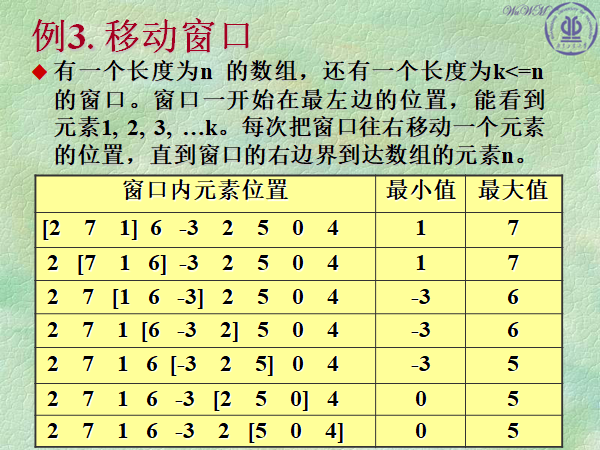 WuWM
例3. 移动窗口
有一个长度为n 的数组，还有一个长度为k<=n
的窗口。窗口一开始在最左边的位置，能看到
元素1, 2, 3, …k。每次把窗口往右移动一个元素
的位置，直到窗口的右边界到达数组的元素n。
窗口内元素位置 最小值 最大值
[2 7 1] 6 -3 2 5 0 4 1 7
2 [7 1 6] -3 2 5 0 4 1 7
2 7 [1 6 -3] 2 5 0 4 -3 6
2 7 1 [6 -3 2] 5 0 4 -3 6
2 7 1 6 [-3 2 5] 0 4 -3 5
2 7 1 6 -3 [2 5 0] 4 0 5
2 7 1 6 -3 2 [5 0 4] 0 5